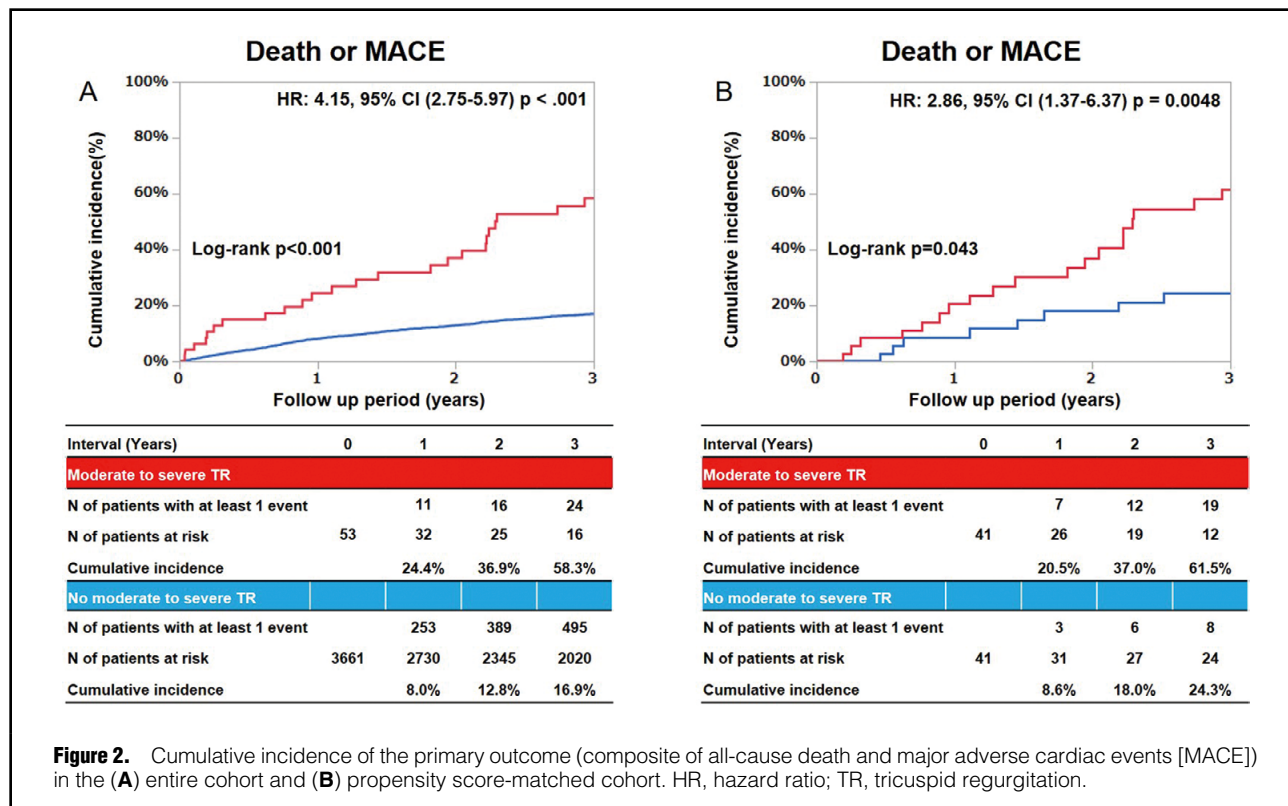 Death or MACE
A
HR: 4.15, 95% CI (2.75-5.97) p < .001
100%
80%
60%
40%
20%
0%
Cumulative incidence(%)
Log-rank p<0.001
0 1 2 3
Follow up period (years)
Interval (Years) 0 1 2 3
Moderate to severe TR
N of patients with at least 1 event 11 16 24
N of patients at risk 53 32 25 16
Cumulative incidence 24.4% 36.9% 58.3%
No moderate to severe TR
N of patients with at least 1 event 253 389 495
N of patients at risk 3661 2730 2345 2020
Cumulative incidence 8.0% 12.8% 16.9%
Death or MACE
B
HR: 2.86, 95% CI (1.37-6.37) p = 0.0048
100%
80%
60%
40%
20%
0%
Cumulative incidence(%)
Log-rank p=0.043
0 1 2 3
Follow up period (years)
Interval (Years) 0 1 2 3
Moderate to severe TR
N of patients with at least 1 event 7 12 19
N of patients at risk 41 26 19 12
Cumulative incidence 20.5% 37.0% 61.5%
No moderate to severe TR
N of patients with at least 1 event 3 6 8
N of patients at risk 41 31 27 24
Cumulative incidence 8.6% 18.0% 24.3%
Figure 2. Cumulative incidence of the primary outcome (composite of all-cause death and major adverse cardiac events [MACE])
in the (A) entire cohort and (B) propensity score-matched cohort. HR, hazard ratio; TR, tricuspid regurgitation.